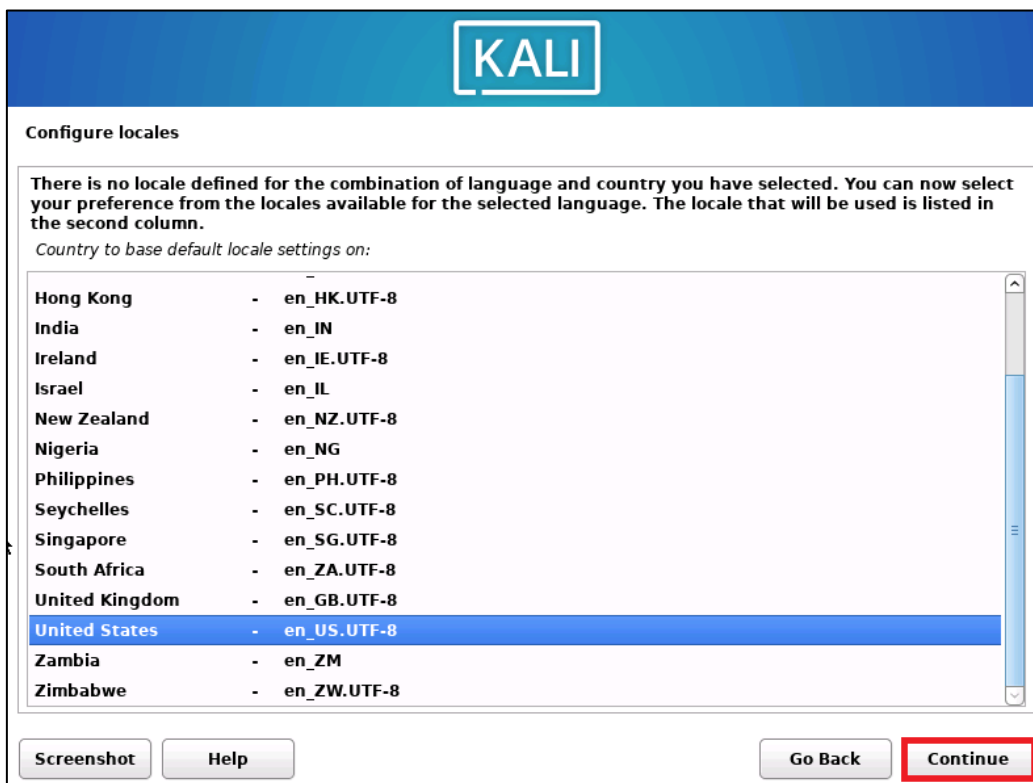 KALI
Configure locales
There is no locale defined for the combination of language and country you have selected. You can now select
your preference from the locales available for the selected language. The locale that will be used is listed in
the second column.
Country to base default locale settings on:
Hong Kong - en_HK.UTF-8
India - en_IN
Ireland - en_IE.UTF-8
Israel - en_IL
New Zealand - en_NZ.UTF-8
Nigeria - en_NG
Philippines - en_PH.UTF-8
Seychelles - en_SC.UTF-8
Singapore - en_SG.UTF-8
South Africa - en_ZA.UTF-8
United Kingdom - en_GB.UTF-8
United States - en_US.UTF-8
Zambia - en_ZM
Zimbabwe - en_ZW.UTF-8
Screenshot Help Go Back Continue